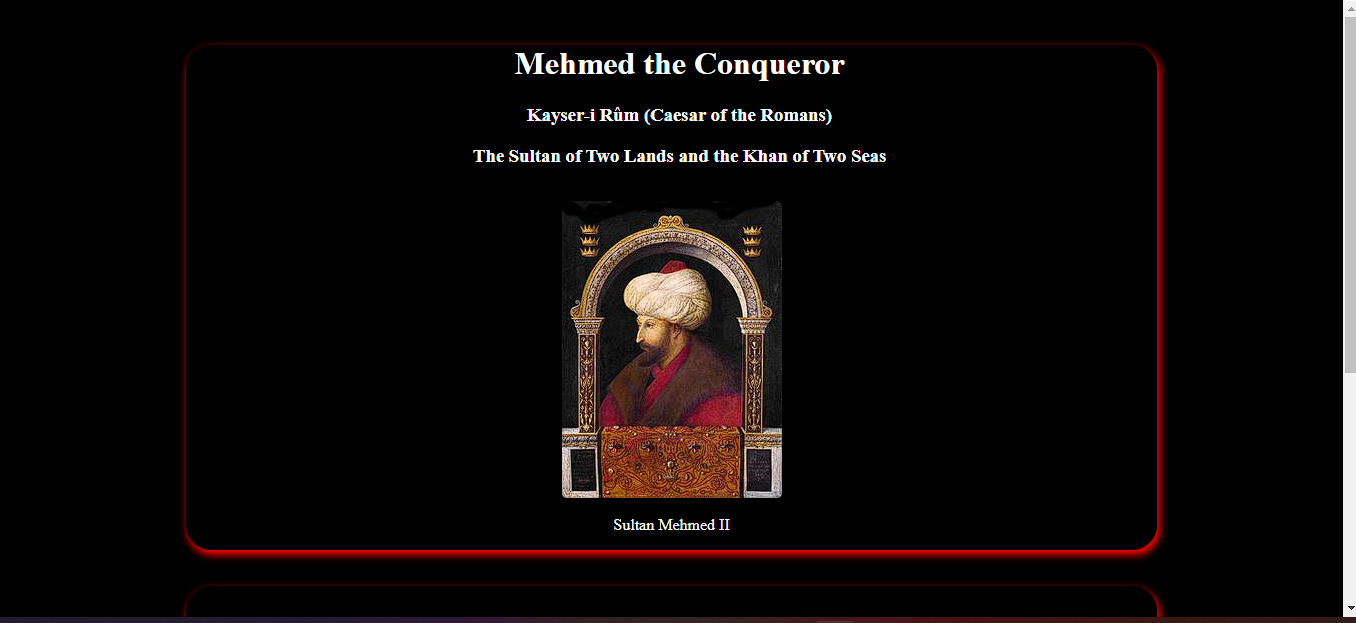 Mehmed the Conqueror
Kayser-i Rûm (Caesar of the Romans)
The Sultan of Two Lands and the Khan of Two Seas
Sultan Mehmed II